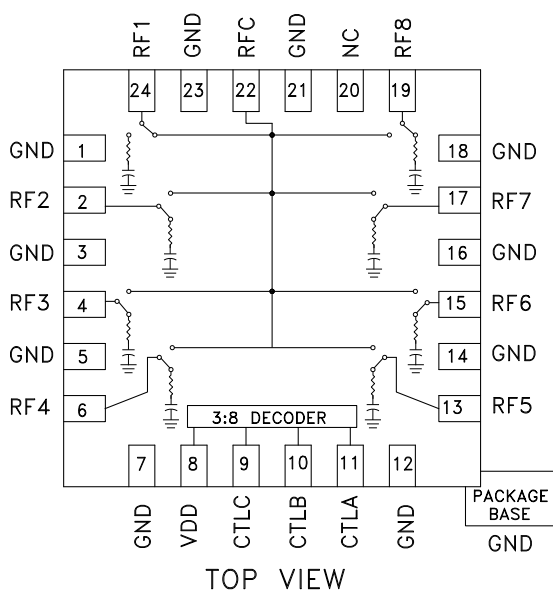 RF1 GND RFC GND NC RF8
24 23 22 21 20 19
GND 1 18 GND
RF2 2 17 RF7
GND 3 16 GND
RF3 4 15 RF6
GND 5 14 GND
RF4 6 13 RF5
3:8 DECODER
7 8 9 10 11 12
GND VDD CTLC CTLB CTLA GND
PACKAGE
BASE
GND
TOP VIEW